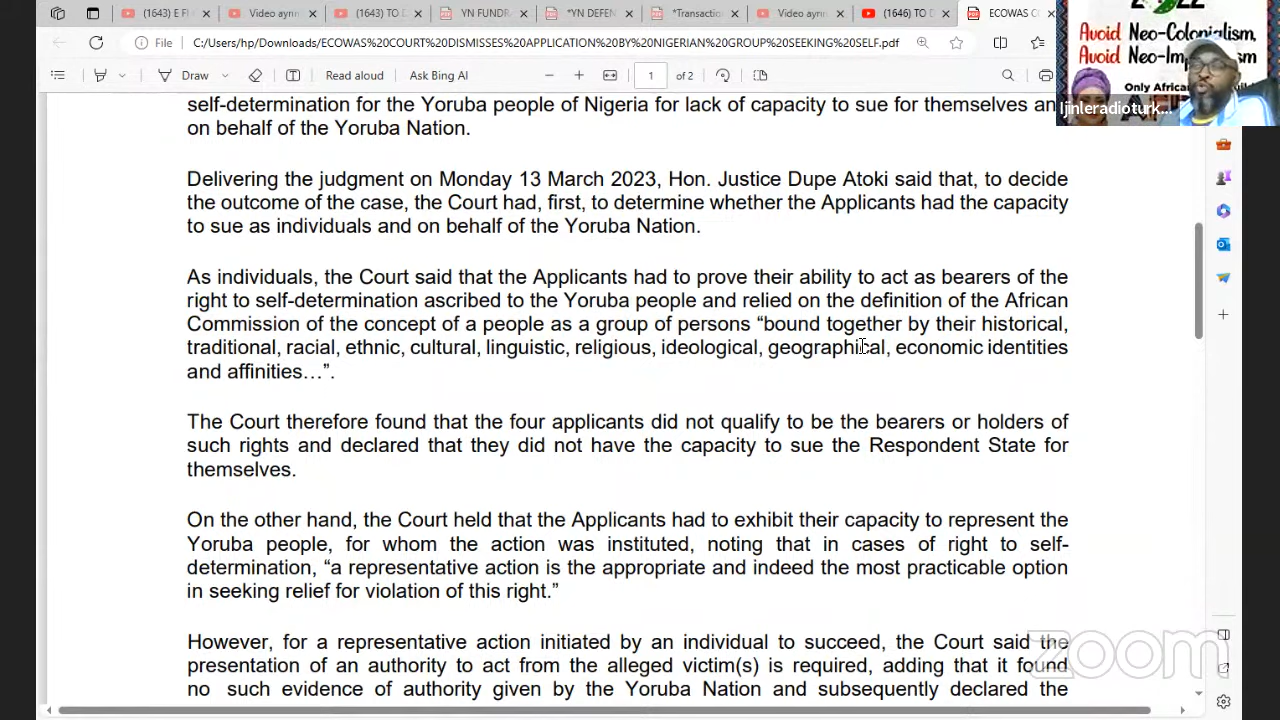 (1643) E F
Video ayn
(1643) TO D
YN FUNDR
*YN DEFEN
*Transactio
Video ayni
(1646) TO D
ECOWAS CO
File C:/Users/hp/Downloads/ECOWAS%20COURT%20DISMISSES%20APPLICATION%20BY%20NIGERIAN%20GROUP%20SEEKING%20SELF.pdf
Draw Read aloud Ask Bing AI 1 of 2
2022
Avoid Neo-Colonialism,
Avoid Neo-Im ism
Only Africa
Ijinleradioturk...
self-determination for the Yoruba people of Nigeria for lack of capacity to sue for themselves an
on behalf of the Yoruba Nation.
Delivering the judgment on Monday 13 March 2023, Hon. Justice Dupe Atoki said that, to decide
the outcome of the case, the Court had, first, to determine whether the Applicants had the capacity
to sue as individuals and on behalf of the Yoruba Nation.
As individuals, the Court said that the Applicants had to prove their ability to act as bearers of the
right to self-determination ascribed to the Yoruba people and relied on the definition of the African
Commission of the concept of a people as a group of persons “bound together by their historical,
traditional, racial, ethnic, cultural, linguistic, religious, ideological, geographical, economic identities
and affinities…”.
The Court therefore found that the four applicants did not qualify to be the bearers or holders of
such rights and declared that they did not have the capacity to sue the Respondent State for
themselves.
On the other hand, the Court held that the Applicants had to exhibit their capacity to represent the
Yoruba people, for whom the action was instituted, noting that in cases of right to self-
determination, “a representative action is the appropriate and indeed the most practicable option
in seeking relief for violation of this right.”
However, for a representative action initiated by an individual to succeed, the Court said the
presentation of an authority to act from the alleged victim(s) is required, adding that it found
no such evidence of authority given by the Yoruba Nation and subsequently declared the
zoom